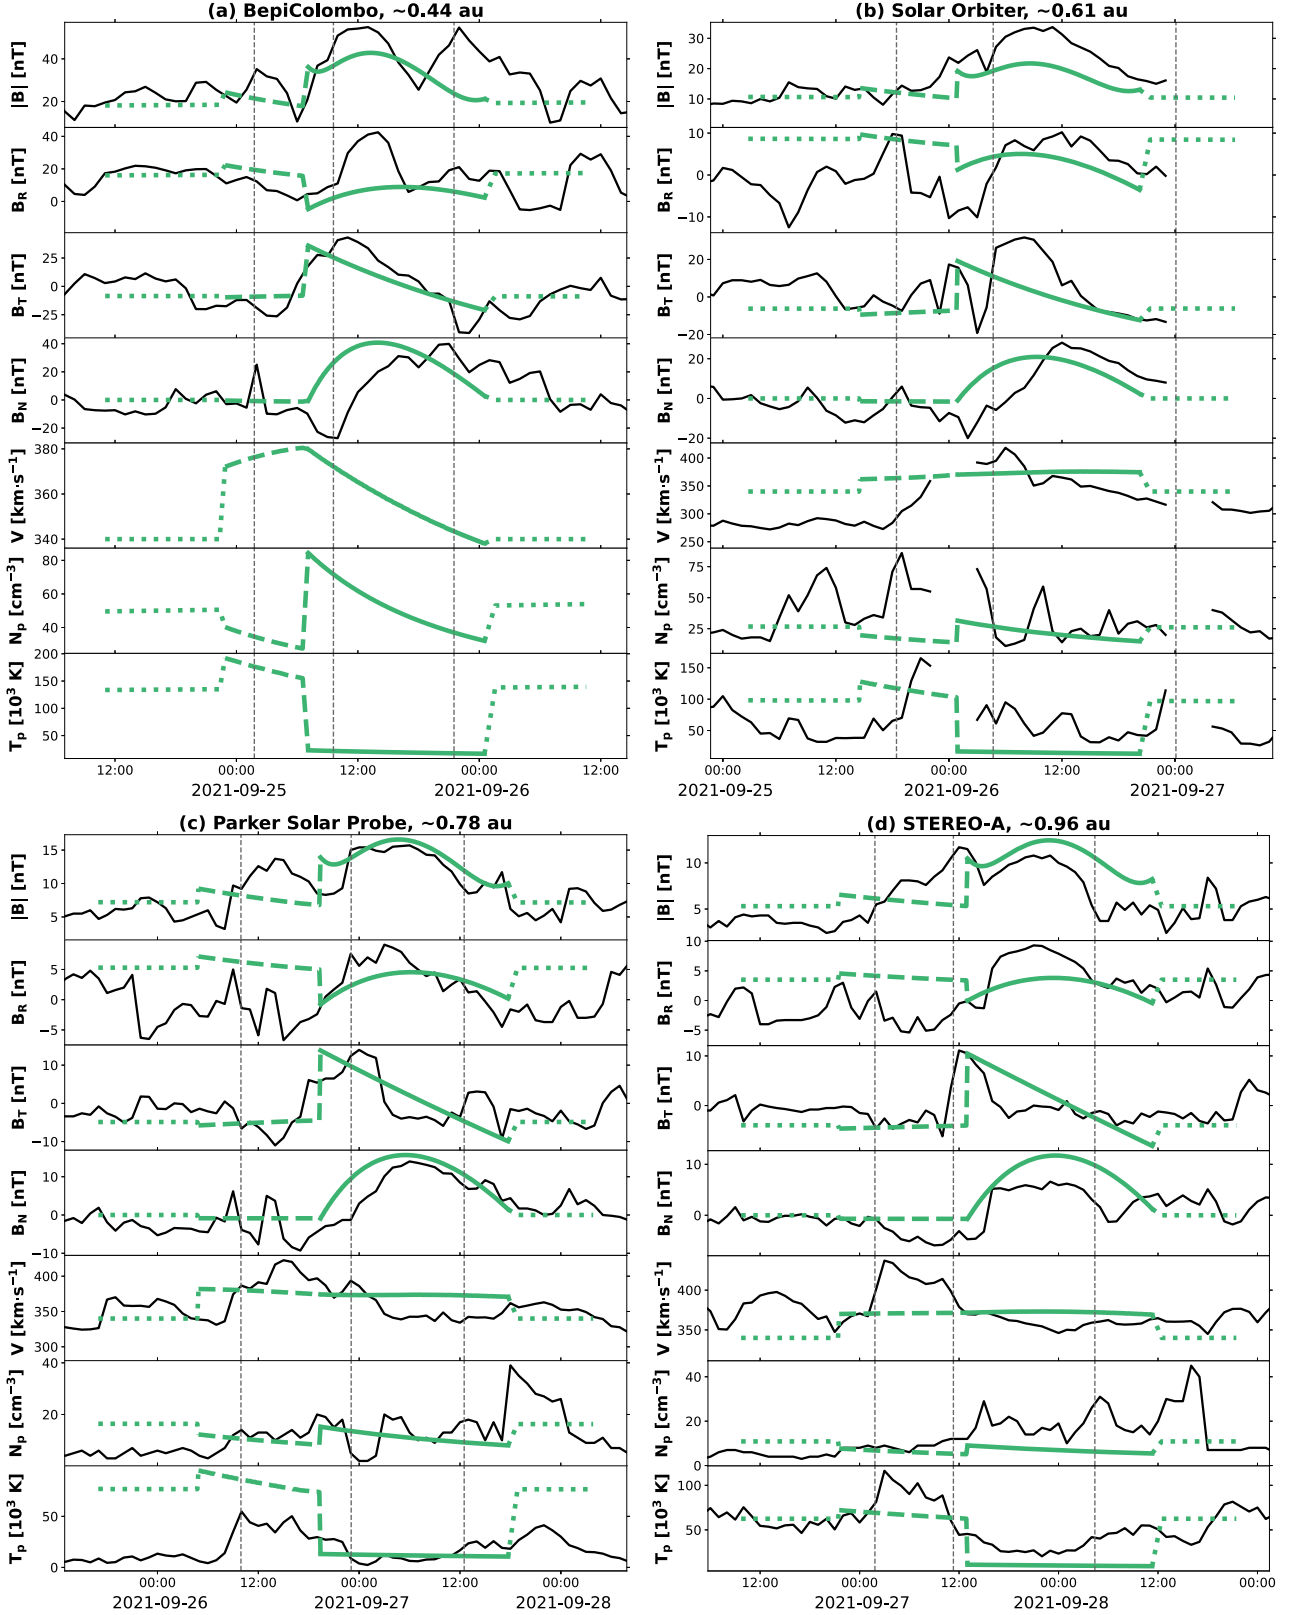 (a) BepiColombo, ~0.44 au
|B| [nT]
40
20
B_R [nT]
40
20
0
B_T [nT]
25
0
−25
B_N [nT]
40
20
0
−20
V [km·s⁻¹]
380
360
340
N_p [cm⁻³]
80
60
40
T_p [10³ K]
200
150
100
50
12:00 00:00 12:00 00:00 12:00
2021-09-25 2021-09-26
(b) Solar Orbiter, ~0.61 au
|B| [nT]
30
20
10
B_R [nT]
10
0
−10
B_T [nT]
20
0
−20
B_N [nT]
20
0
−20
V [km·s⁻¹]
400
350
300
250
N_p [cm⁻³]
75
50
25
T_p [10³ K]
150
100
50
00:00 12:00 00:00 12:00 00:00
2021-09-25 2021-09-26 2021-09-27
(c) Parker Solar Probe, ~0.78 au
|B| [nT]
15
10
5
B_R [nT]
5
0
−5
B_T [nT]
10
0
−10
B_N [nT]
10
0
−10
V [km·s⁻¹]
400
350
300
N_p [cm⁻³]
40
20
T_p [10³ K]
50
0
00:00 12:00 00:00 12:00 00:00
2021-09-26 2021-09-27 2021-09-28
(d) STEREO-A, ~0.96 au
|B| [nT]
10
5
B_R [nT]
10
5
0
−5
B_T [nT]
10
0
B_N [nT]
10
5
0
−5
V [km·s⁻¹]
400
350
N_p [cm⁻³]
40
20
0
T_p [10³ K]
100
50
12:00 00:00 12:00 00:00 12:00 00:00
2021-09-27 2021-09-28